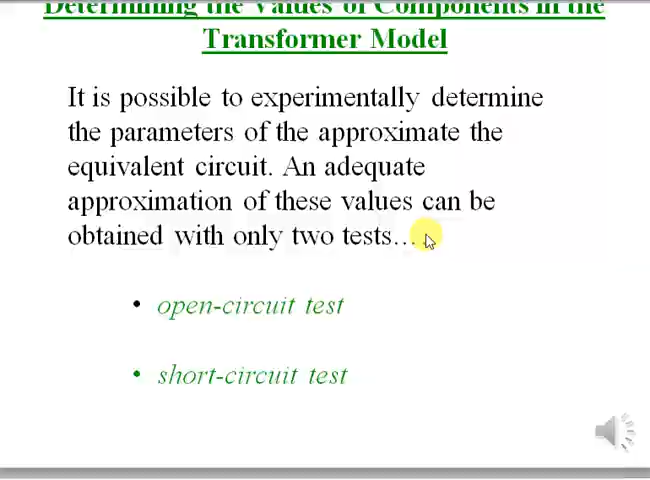 Determining the Values of Components in the
Transformer Model
It is possible to experimentally determine
the parameters of the approximate the
equivalent circuit. An adequate
approximation of these values can be
obtained with only two tests....
• open-circuit test
• short-circuit test